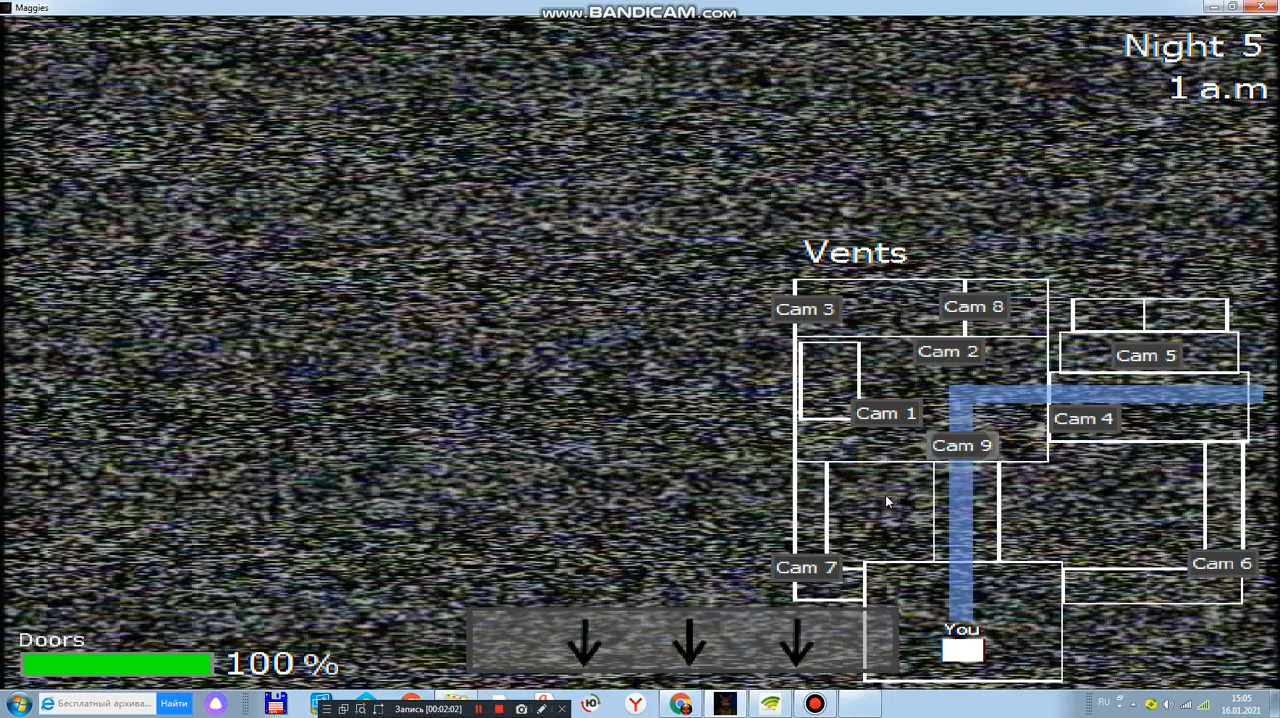 Maggies
www.BANDICAM.com
Night 5
1 a.m
Vents
Cam 3
Cam 8
Cam 2
Cam 5
Cam 1
Cam 4
Cam 9
Cam 7
Cam 6
You
Doors
100 %
Бесплатный архива...
Найти
Запись [00:02:02]
Ю
Y
RU
15:05
16.01.2021